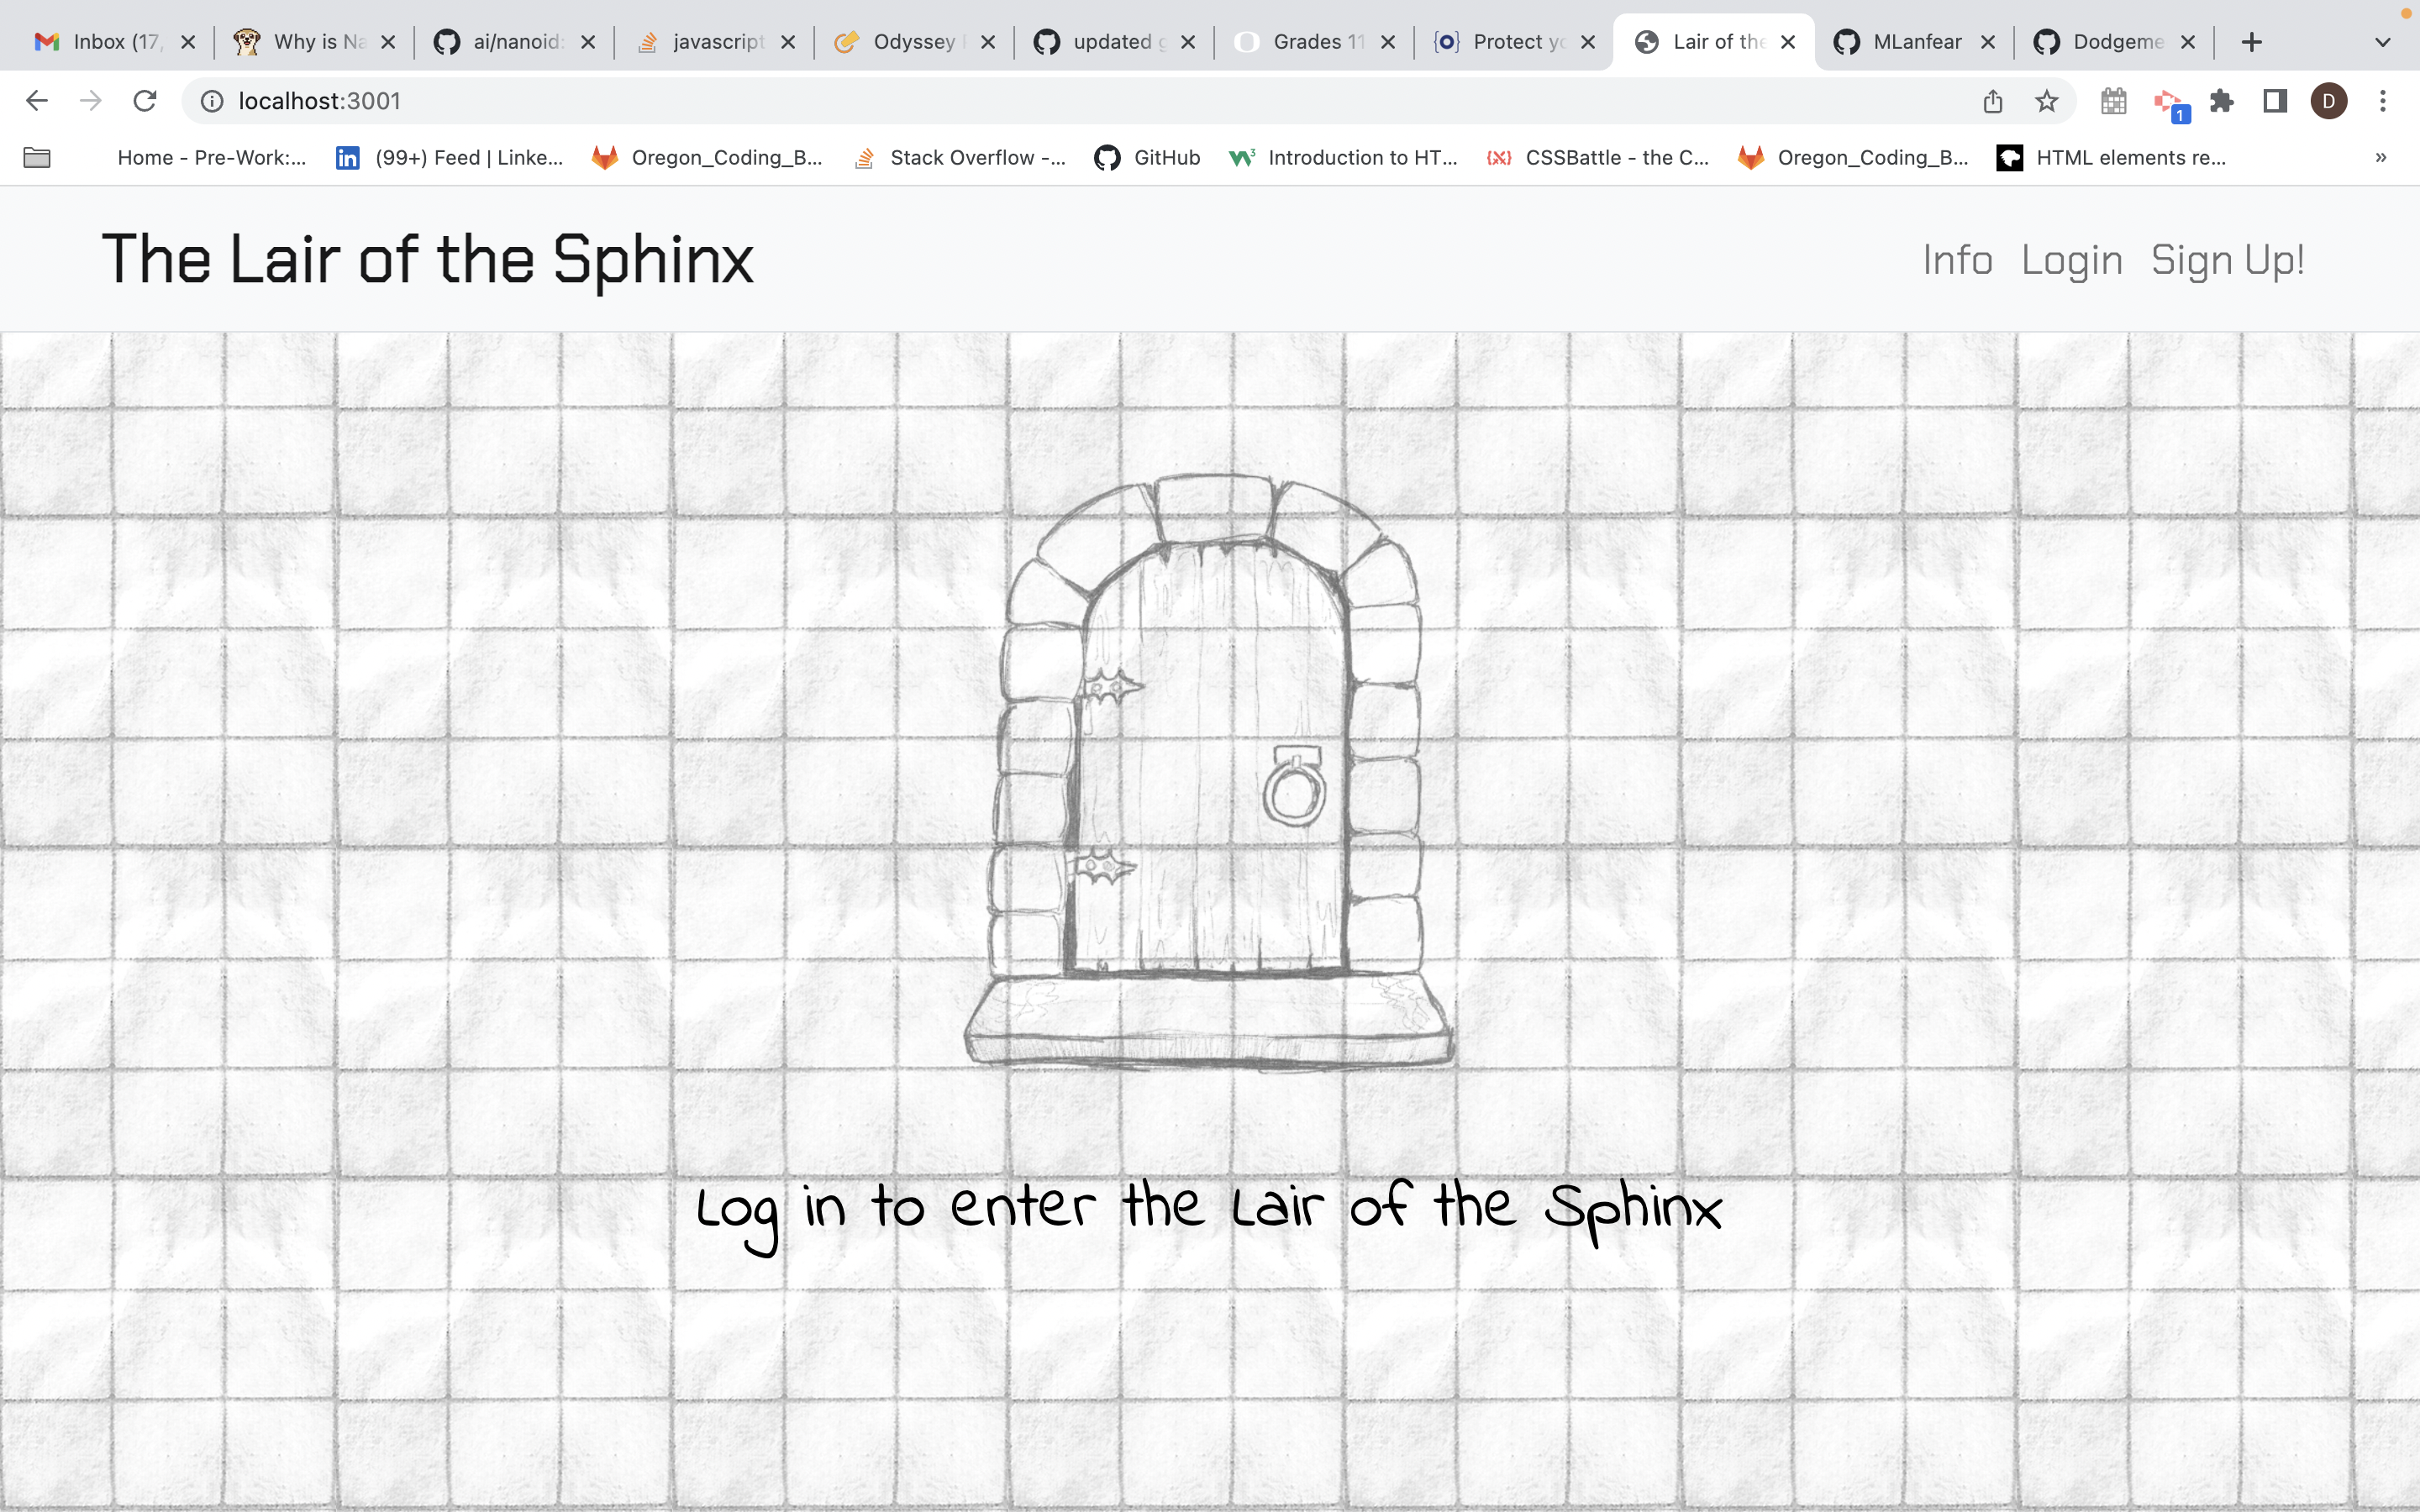 Inbox (17,
Why is Na
ai/nanoid:
javascript
Odyssey
updated g
Grades 11
Protect yo
Lair of the
MLanfear
Dodgeme
localhost:3001
1
D
Home - Pre-Work:...
in
(99+) Feed | Linke...
Oregon_Coding_B...
Stack Overflow -...
GitHub
Introduction to HT...
CSSBattle - the C...
Oregon_Coding_B...
HTML elements re...
»
The Lair of the Sphinx
Info
Login
Sign Up!
Log in to enter the Lair of the Sphinx